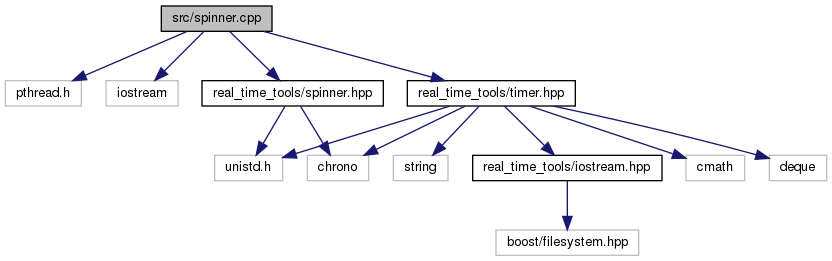 src/spinner.cpp
pthread.h
iostream
real_time_tools/spinner.hpp
real_time_tools/timer.hpp
unistd.h
chrono
string
real_time_tools/iostream.hpp
cmath
deque
boost/filesystem.hpp